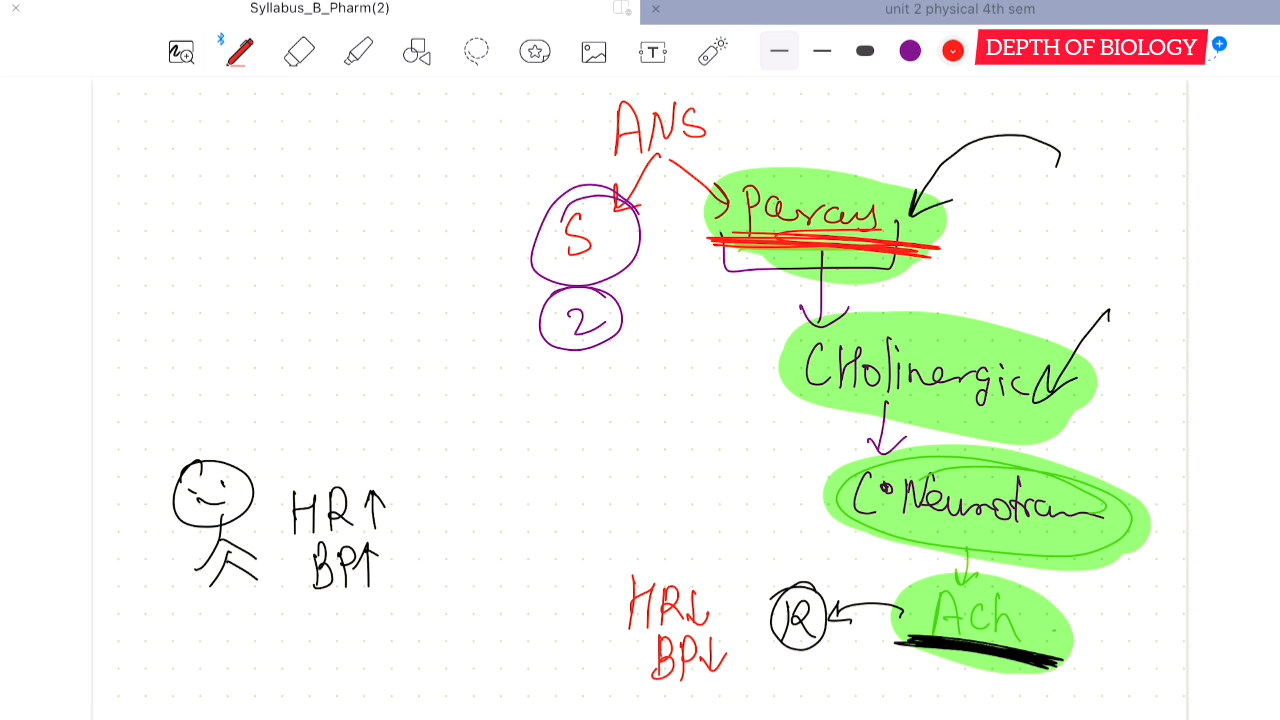 Syllabus_B_Pharm(2)
unit 2 physical 4th sem
DEPTH OF BIOLOGY
ANS
S
Paras
2
CHolinergic
C•Neurotran
HR↑
BP↑
HR↓
BP↓
R
Ach